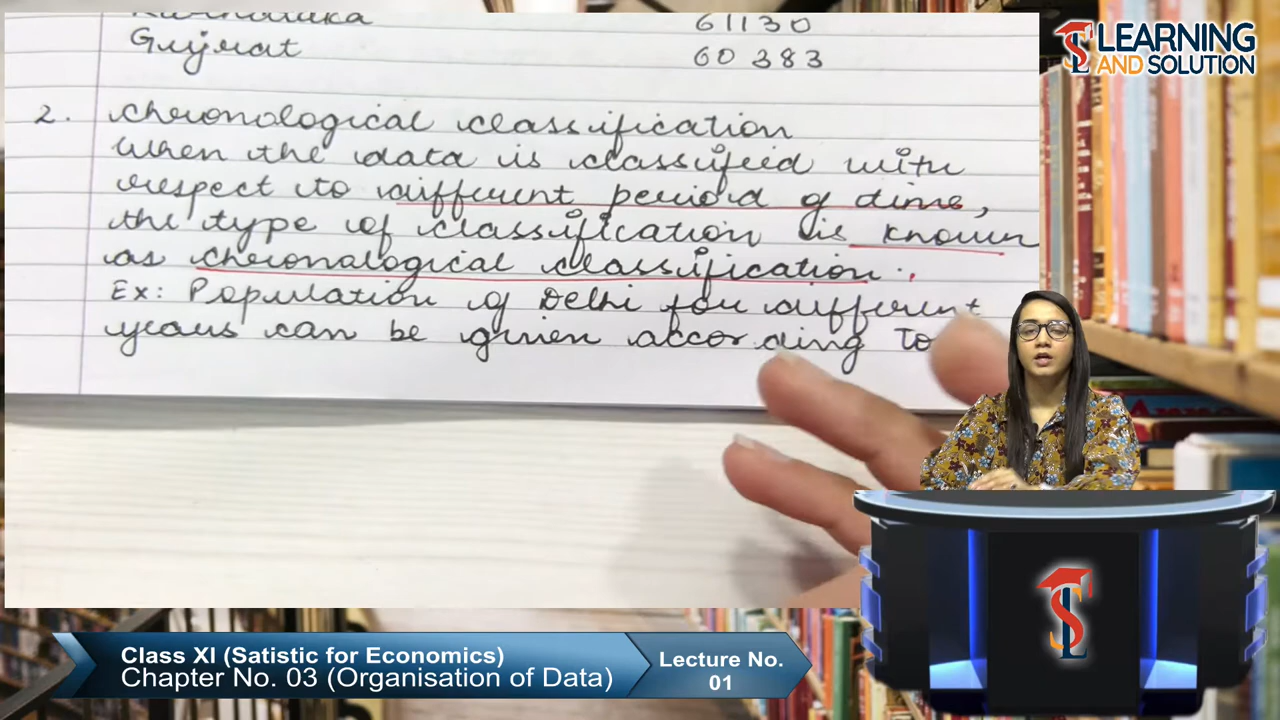 61130
Gujrat 60383
2. Chronological classification
When the data is classified with
respect to different period of time,
the type of classification is known
as chronological classification.
Ex: Population of Delhi for different
years can be given according to
LEARNING
AND SOLUTION
Class XI (Satistic for Economics)
Chapter No. 03 (Organisation of Data)
Lecture No.
01